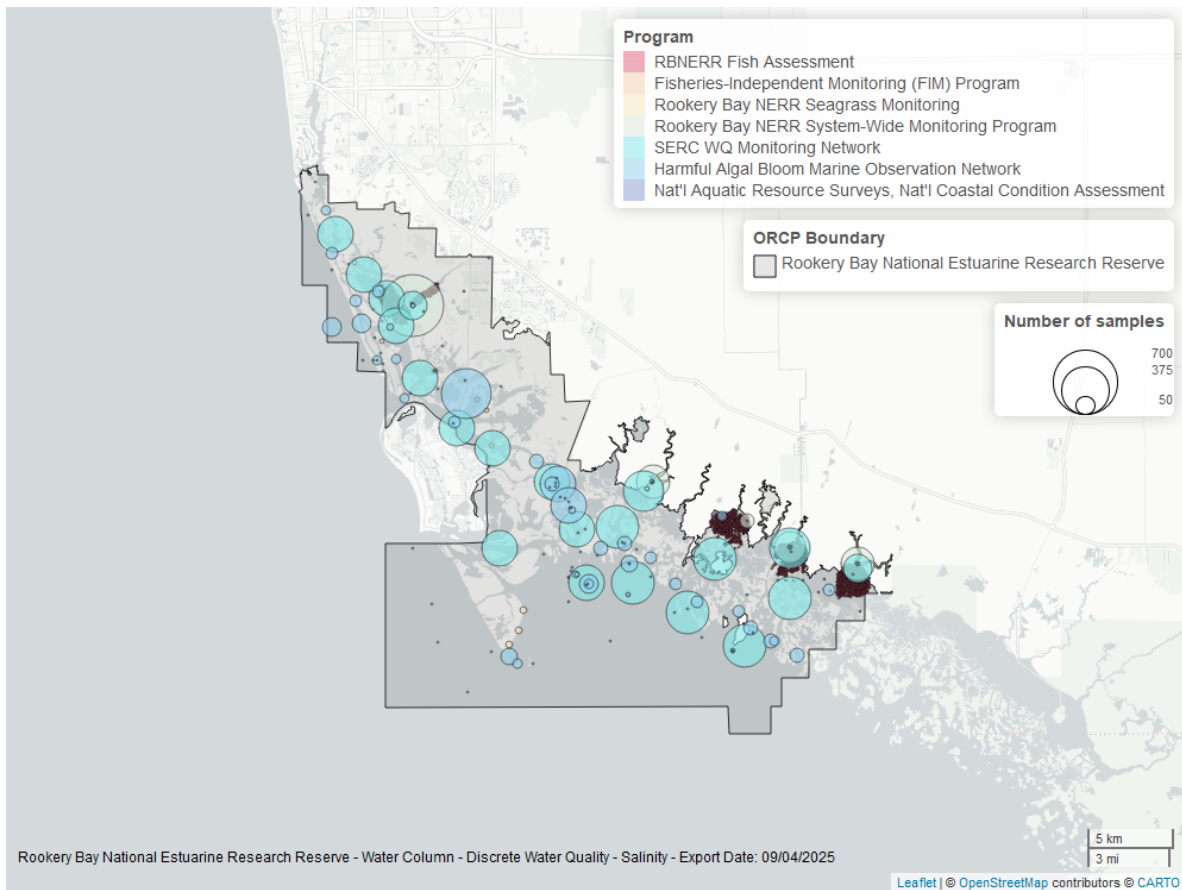 Program
RBNERR Fish Assessment
Fisheries-Independent Monitoring (FIM) Program
Rookery Bay NERR Seagrass Monitoring
Rookery Bay NERR System-Wide Monitoring Program
SERC WQ Monitoring Network
Harmful Algal Bloom Marine Observation Network
Nat'l Aquatic Resource Surveys, Nat'l Coastal Condition Assessment
ORCP Boundary
Rookery Bay National Estuarine Research Reserve
Number of samples
700
375
50
5 km
3 mi
Rookery Bay National Estuarine Research Reserve - Water Column - Discrete Water Quality - Salinity - Export Date: 09/04/2025
Leaflet | © OpenStreetMap contributors © CARTO